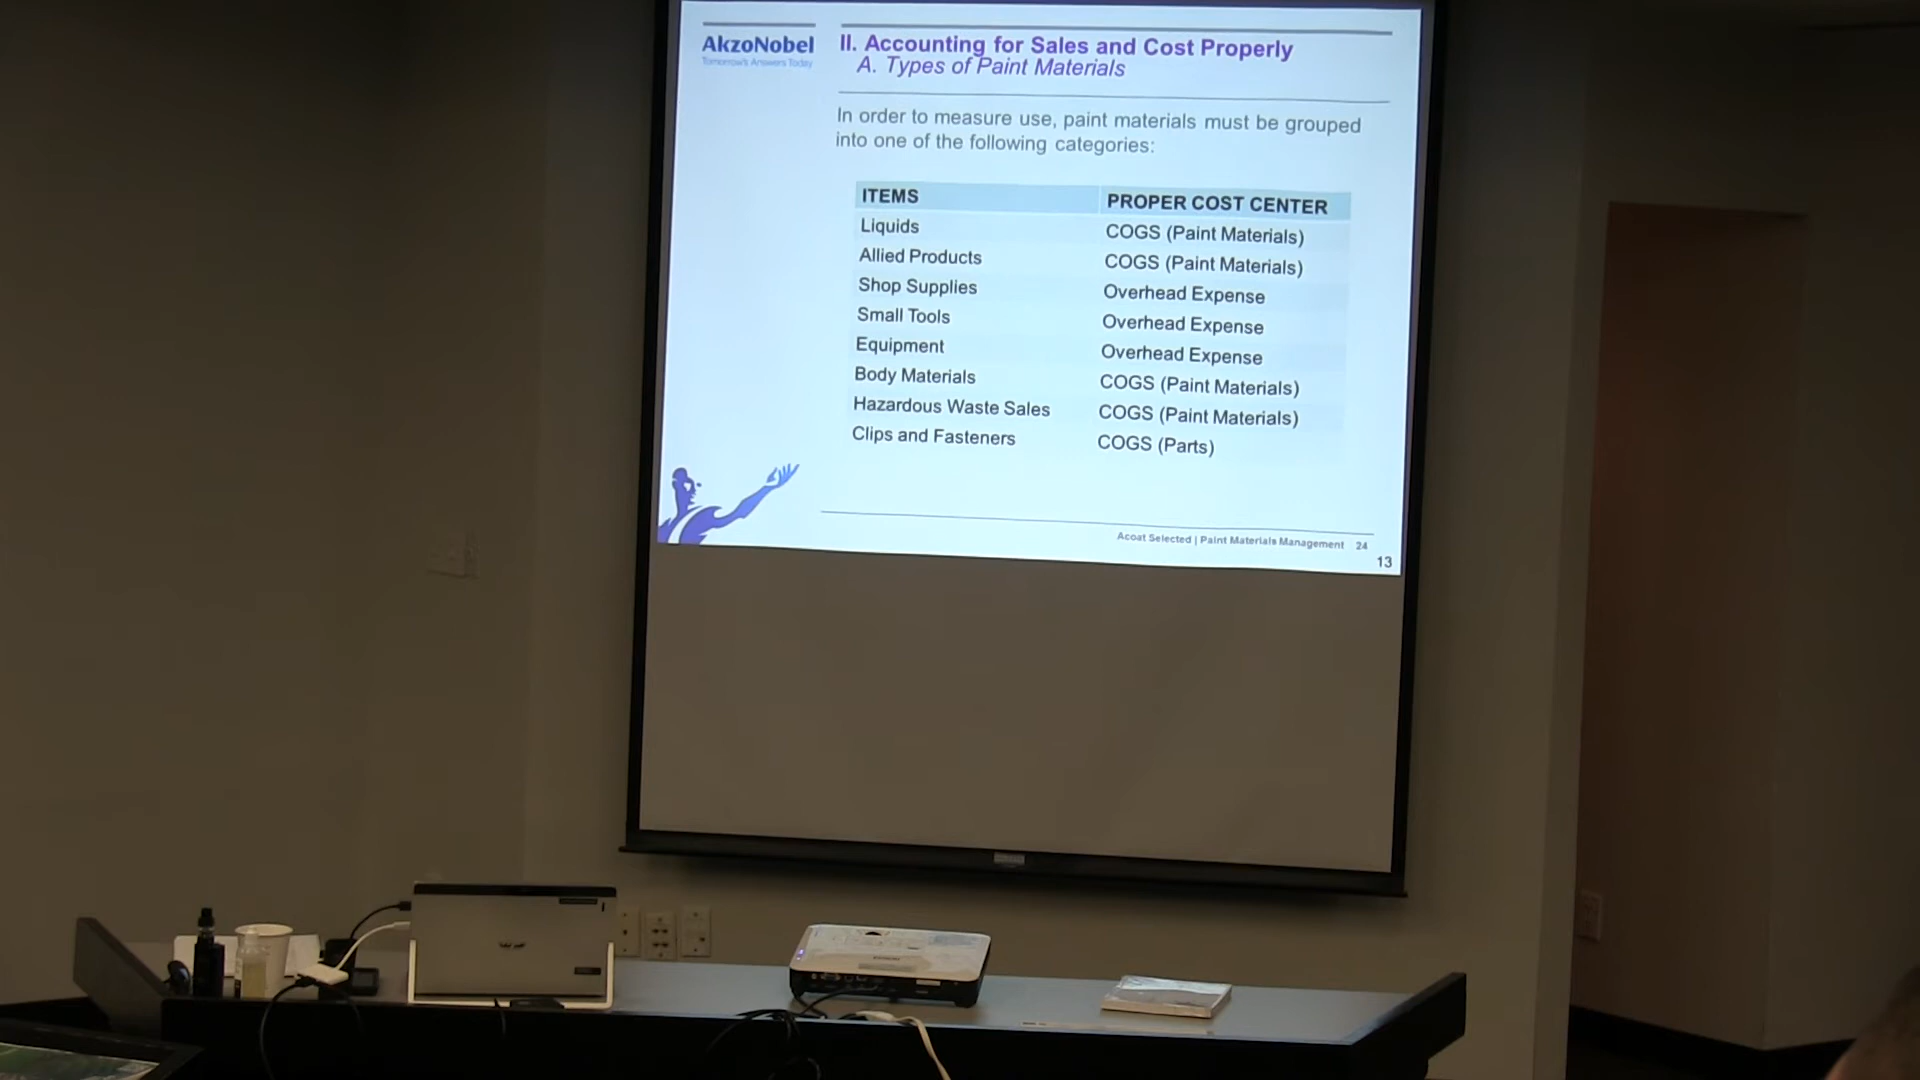 AkzoNobel
Tomorrow's Answers Today
II. Accounting for Sales and Cost Properly
A. Types of Paint Materials
In order to measure use, paint materials must be grouped
into one of the following categories:
ITEMS PROPER COST CENTER
Liquids COGS (Paint Materials)
Allied Products COGS (Paint Materials)
Shop Supplies Overhead Expense
Small Tools Overhead Expense
Equipment Overhead Expense
Body Materials COGS (Paint Materials)
Hazardous Waste Sales COGS (Paint Materials)
Clips and Fasteners COGS (Parts)
Acoat Selected | Paint Materials Management 24
13